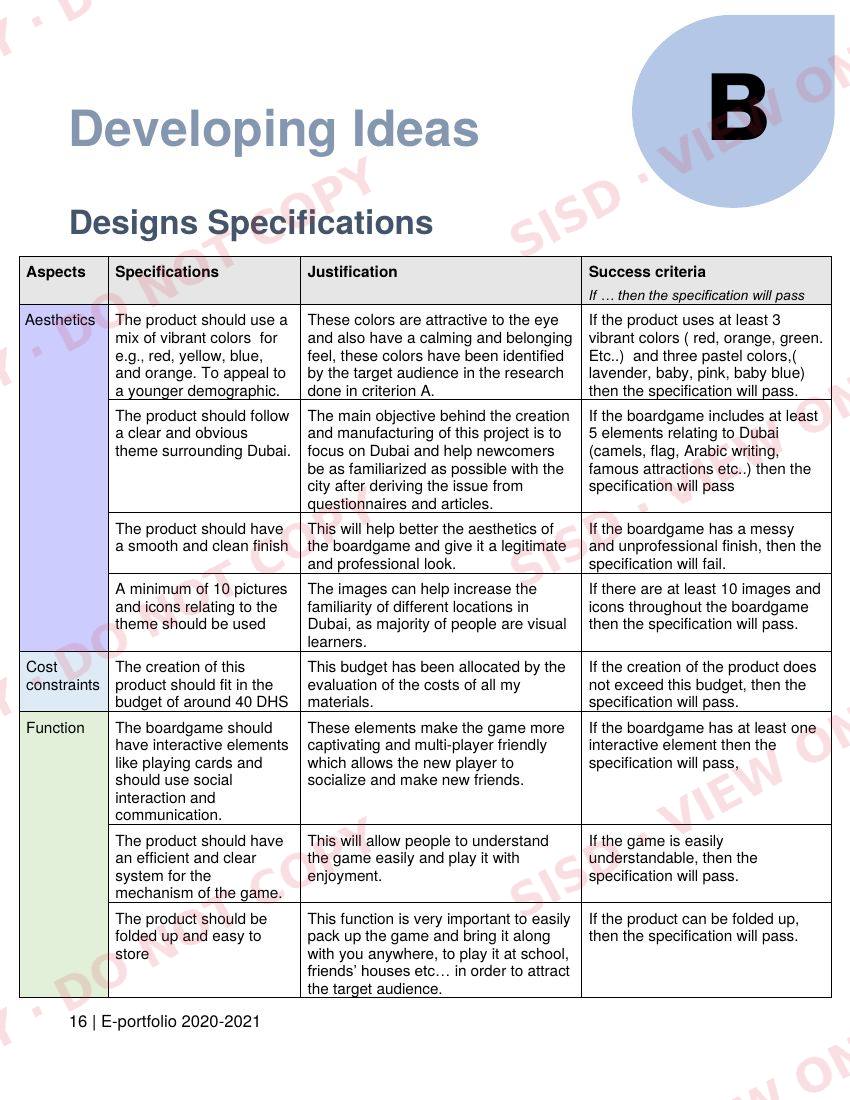 B
Developing Ideas
Designs Specifications
Aspects
Specifications
Justification
Success criteria
If … then the specification will pass
Aesthetics
The product should use a
mix of vibrant colors  for
e.g., red, yellow, blue,
and orange. To appeal to
a younger demographic.
These colors are attractive to the eye
and also have a calming and belonging
feel, these colors have been identified
by the target audience in the research
done in criterion A.
If the product uses at least 3
vibrant colors ( red, orange, green.
Etc..)  and three pastel colors,(
lavender, baby, pink, baby blue)
then the specification will pass.
The product should follow
a clear and obvious
theme surrounding Dubai.
The main objective behind the creation
and manufacturing of this project is to
focus on Dubai and help newcomers
be as familiarized as possible with the
city after deriving the issue from
questionnaires and articles.
If the boardgame includes at least
5 elements relating to Dubai
(camels, flag, Arabic writing,
famous attractions etc..) then the
specification will pass
The product should have
a smooth and clean finish
This will help better the aesthetics of
the boardgame and give it a legitimate
and professional look.
If the boardgame has a messy
and unprofessional finish, then the
specification will fail.
A minimum of 10 pictures
and icons relating to the
theme should be used
The images can help increase the
familiarity of different locations in
Dubai, as majority of people are visual
learners.
If there are at least 10 images and
icons throughout the boardgame
then the specification will pass.
Cost
constraints
The creation of this
product should fit in the
budget of around 40 DHS
This budget has been allocated by the
evaluation of the costs of all my
materials.
If the creation of the product does
not exceed this budget, then the
specification will pass.
Function
The boardgame should
have interactive elements
like playing cards and
should use social
interaction and
communication.
These elements make the game more
captivating and multi-player friendly
which allows the new player to
socialize and make new friends.
If the boardgame has at least one
interactive element then the
specification will pass,
The product should have
an efficient and clear
system for the
mechanism of the game.
This will allow people to understand
the game easily and play it with
enjoyment.
If the game is easily
understandable, then the
specification will pass.
The product should be
folded up and easy to
store
This function is very important to easily
pack up the game and bring it along
with you anywhere, to play it at school,
friends’ houses etc… in order to attract
the target audience.
If the product can be folded up,
then the specification will pass.
16 | E-portfolio 2020-2021
SISD · VIEW ON
Y · DO NOT COPY
SISD · VIEW ON
Y · DO NOT COPY
SISD · VIEW ON
Y · DO NOT COPY